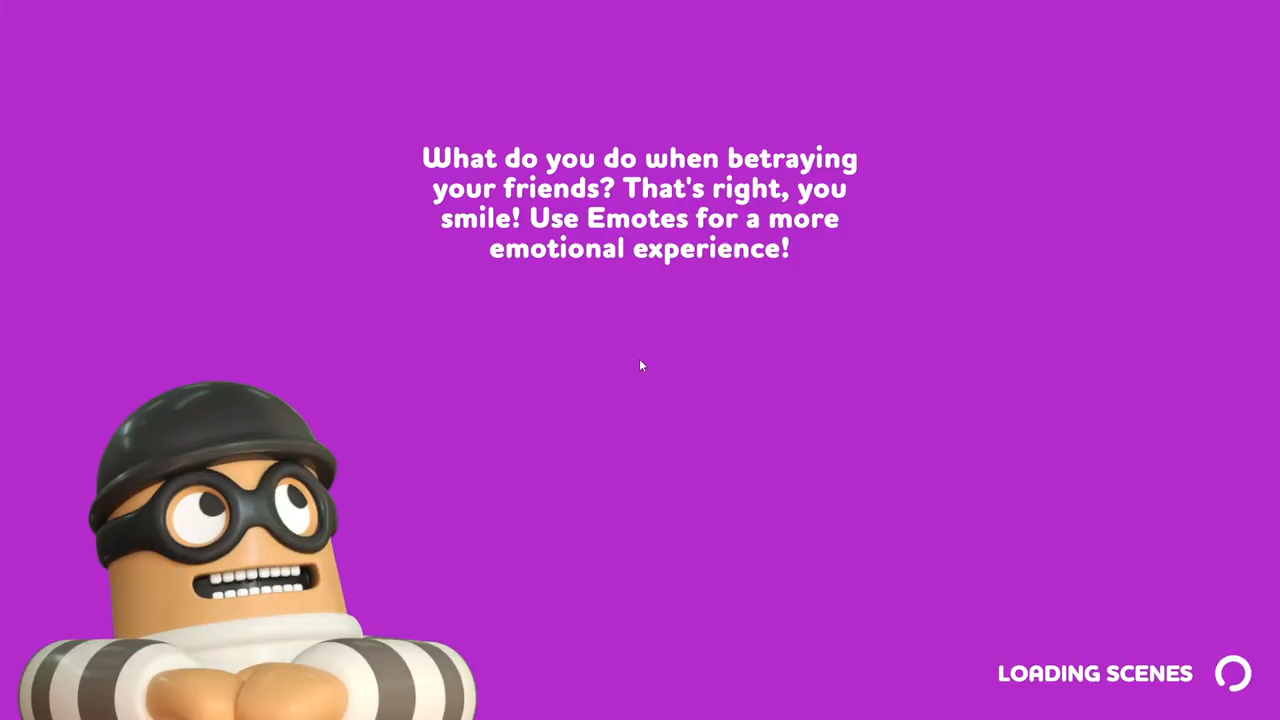 What do you do when betraying
your friends? That's right, you
smile! Use Emotes for a more
emotional experience!
LOADING SCENES